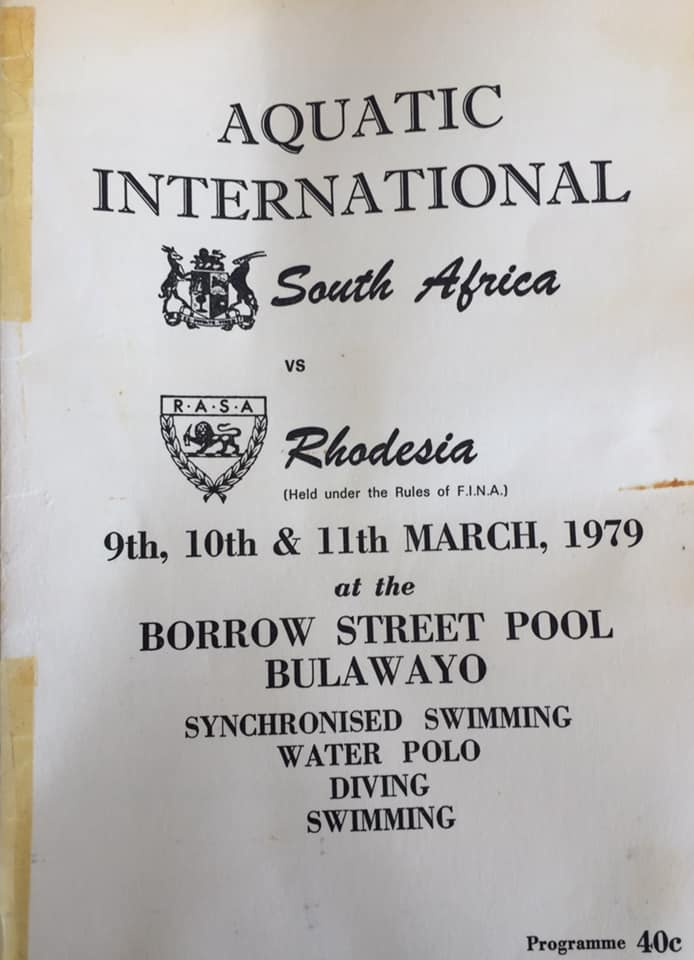 AQUATIC
INTERNATIONAL
South Africa
vs
R·A·S·A
Rhodesia
(Held under the Rules of F.I.N.A.)
9th, 10th & 11th MARCH, 1979
at the
BORROW STREET POOL
BULAWAYO
SYNCHRONISED SWIMMING
WATER POLO
DIVING
SWIMMING
Programme 40c